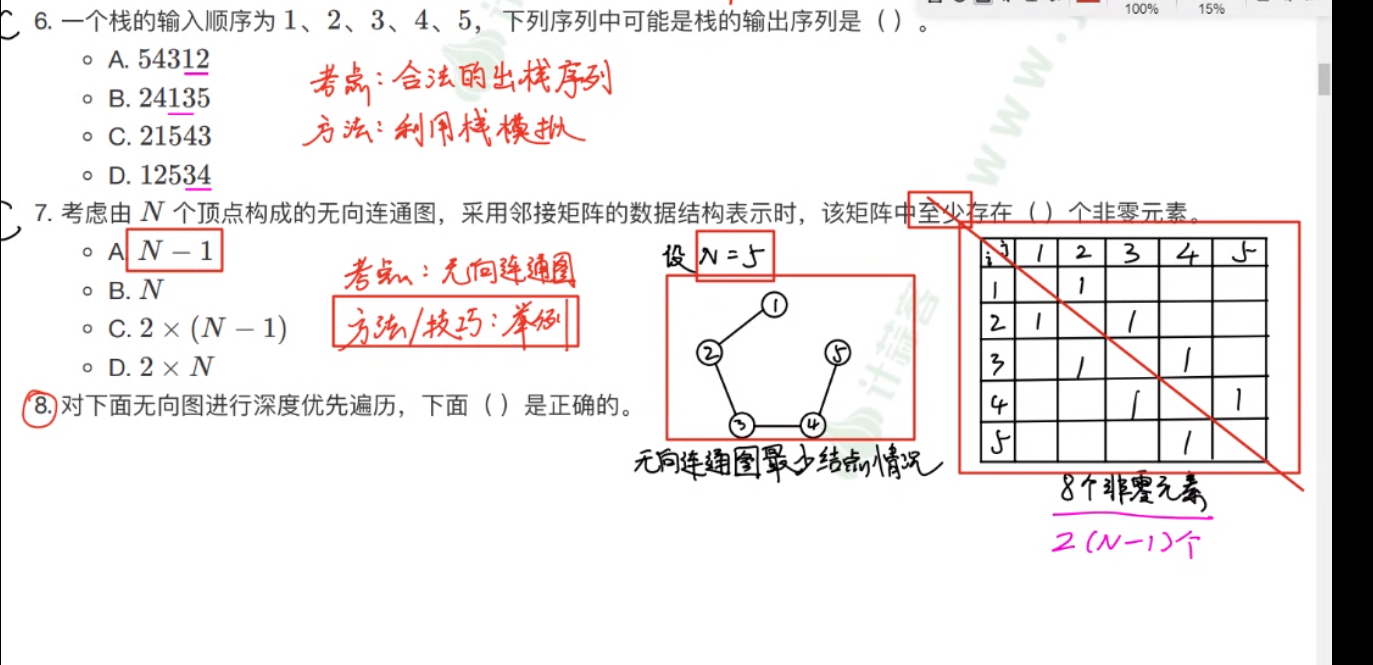 100% 15%
6. 一个栈的输入顺序为 1、2、3、4、5，下列序列中可能是栈的输出序列是（ ）。
A. 54312
B. 24135
C. 21543
D. 12534
考点：合法的出栈序列
方法：利用栈模拟
7. 考虑由 N 个顶点构成的无向连通图，采用邻接矩阵的数据结构表示时，该矩阵中至少存在（ ）个非零元素。
A. N − 1
B. N
C. 2 × (N − 1)
D. 2 × N
考点：无向连通图
方法/技巧：举例
设 N = 5
1
2
5
3
4
无向连通图最少结点情况
i j 1 2 3 4 5
1 1
2 1 1
3 1 1
4 1 1
5 1
8个非零元素
2(N-1)个
8. 对下面无向图进行深度优先遍历，下面（ ）是正确的。
计蒜客
www.